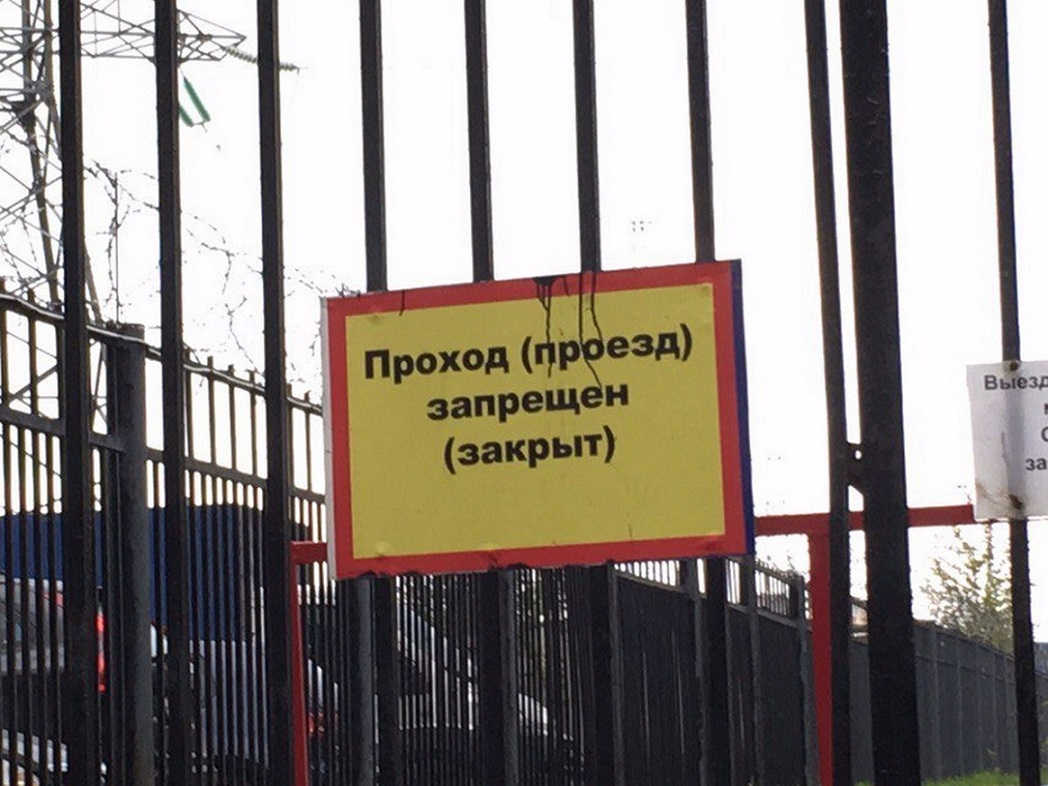 Проход (проезд)
запрещен
(закрыт)